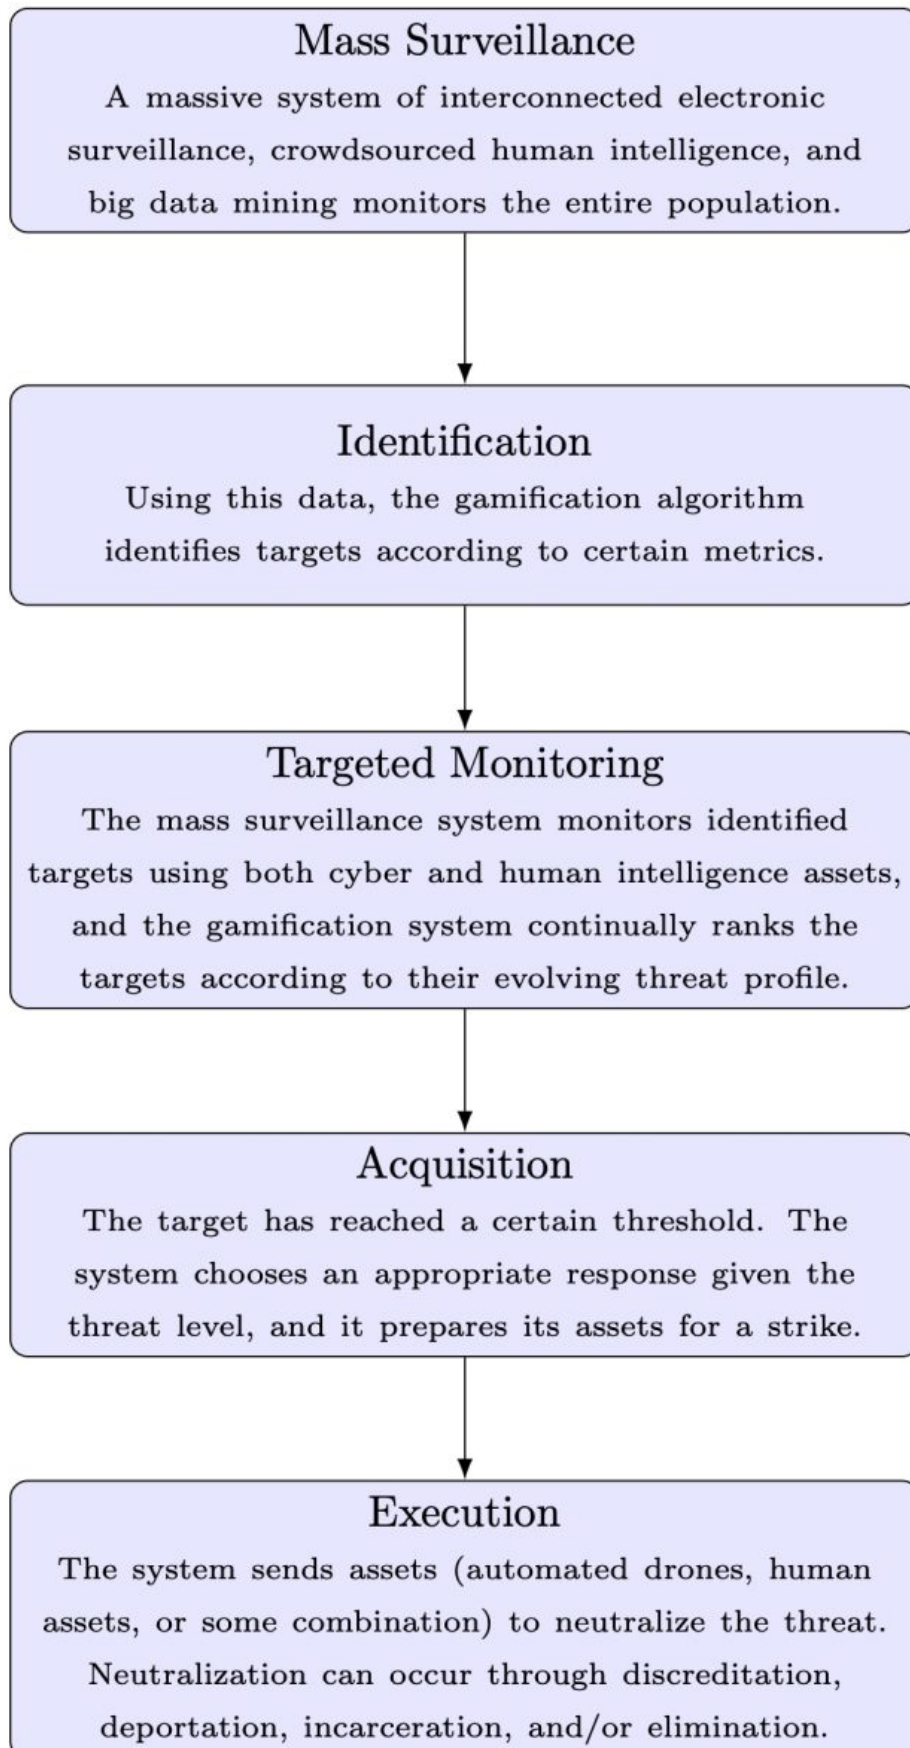 Mass Surveillance
A massive system of interconnected electronic
surveillance, crowdsourced human intelligence, and
big data mining monitors the entire population.
Identification
Using this data, the gamification algorithm
identifies targets according to certain metrics.
Targeted Monitoring
The mass surveillance system monitors identified
targets using both cyber and human intelligence assets,
and the gamification system continually ranks the
targets according to their evolving threat profile.
Acquisition
The target has reached a certain threshold. The
system chooses an appropriate response given the
threat level, and it prepares its assets for a strike.
Execution
The system sends assets (automated drones, human
assets, or some combination) to neutralize the threat.
Neutralization can occur through discreditation,
deportation, incarceration, and/or elimination.